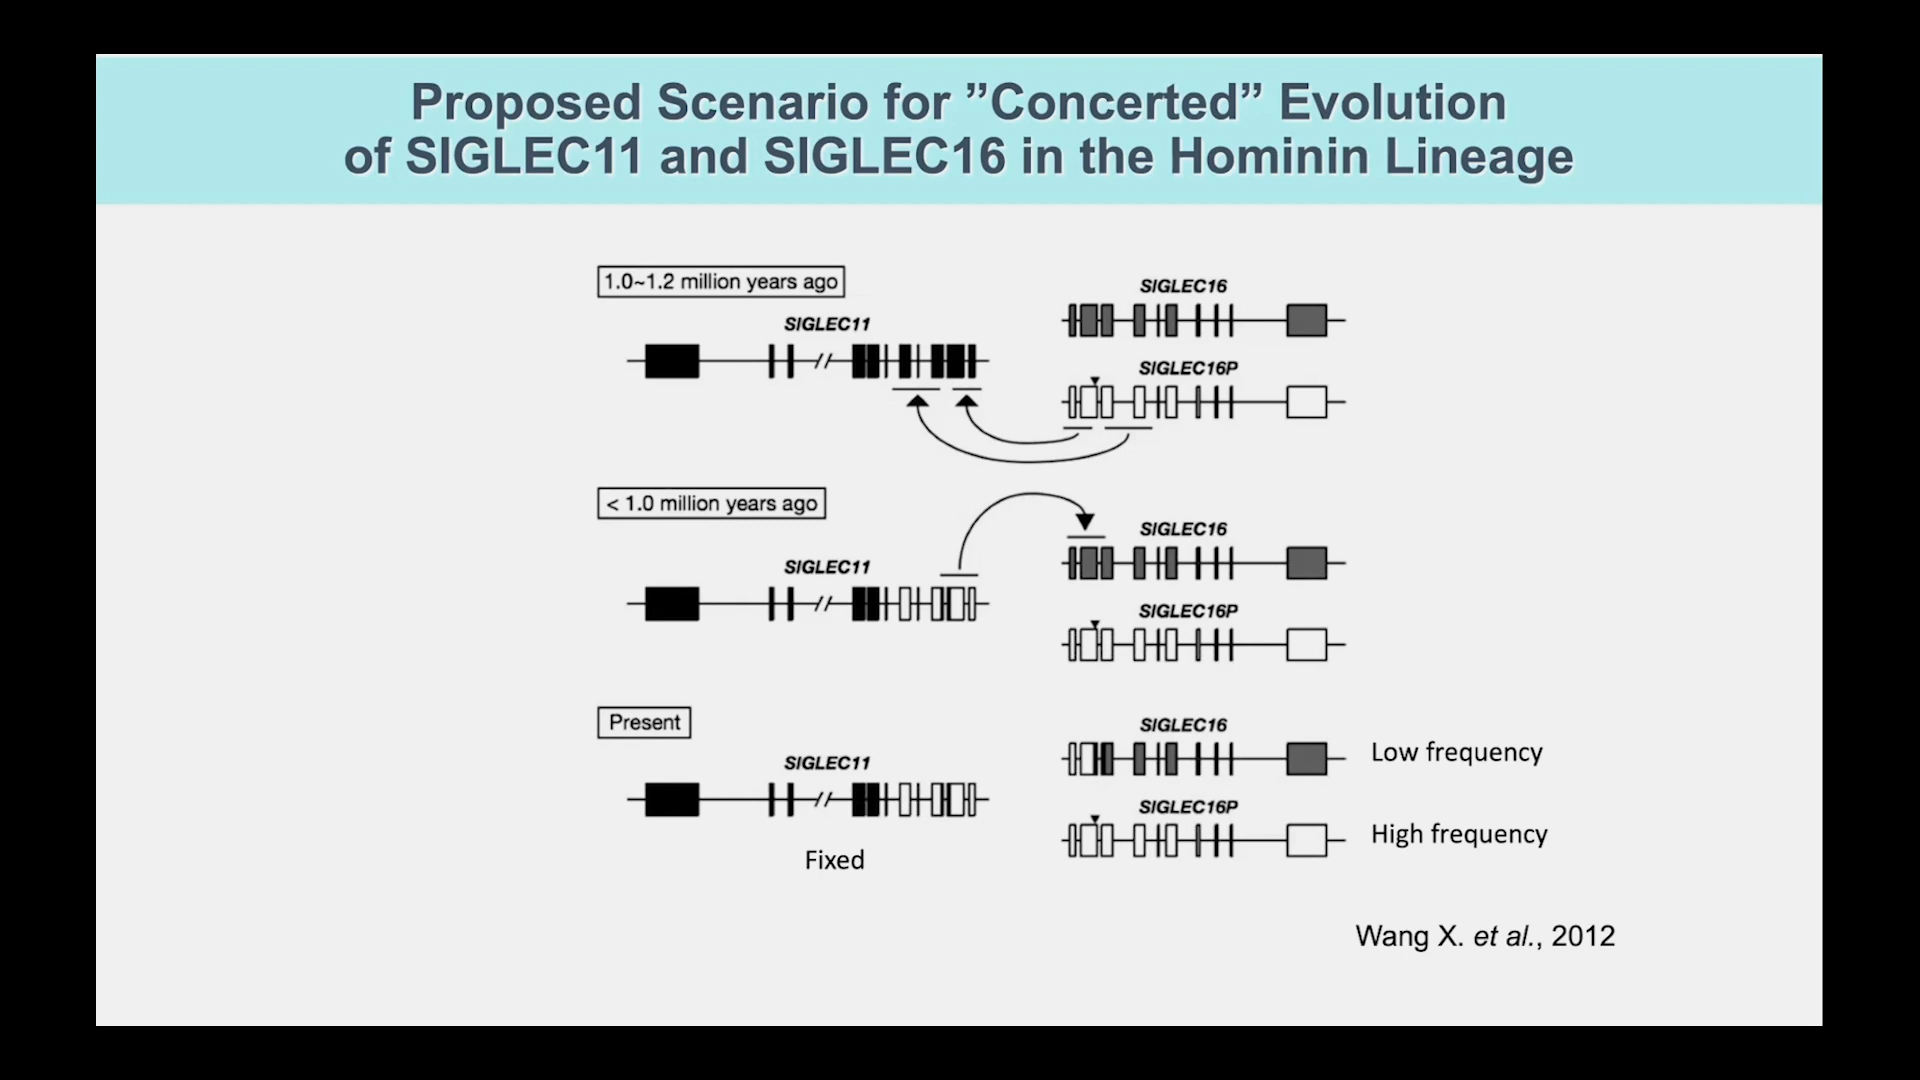 Proposed Scenario for ”Concerted” Evolution
of SIGLEC11 and SIGLEC16 in the Hominin Lineage
1.0~1.2 million years ago
SIGLEC11
SIGLEC16
SIGLEC16P
< 1.0 million years ago
SIGLEC11
SIGLEC16
SIGLEC16P
Present
SIGLEC11
Fixed
SIGLEC16
Low frequency
SIGLEC16P
High frequency
Wang X. et al., 2012